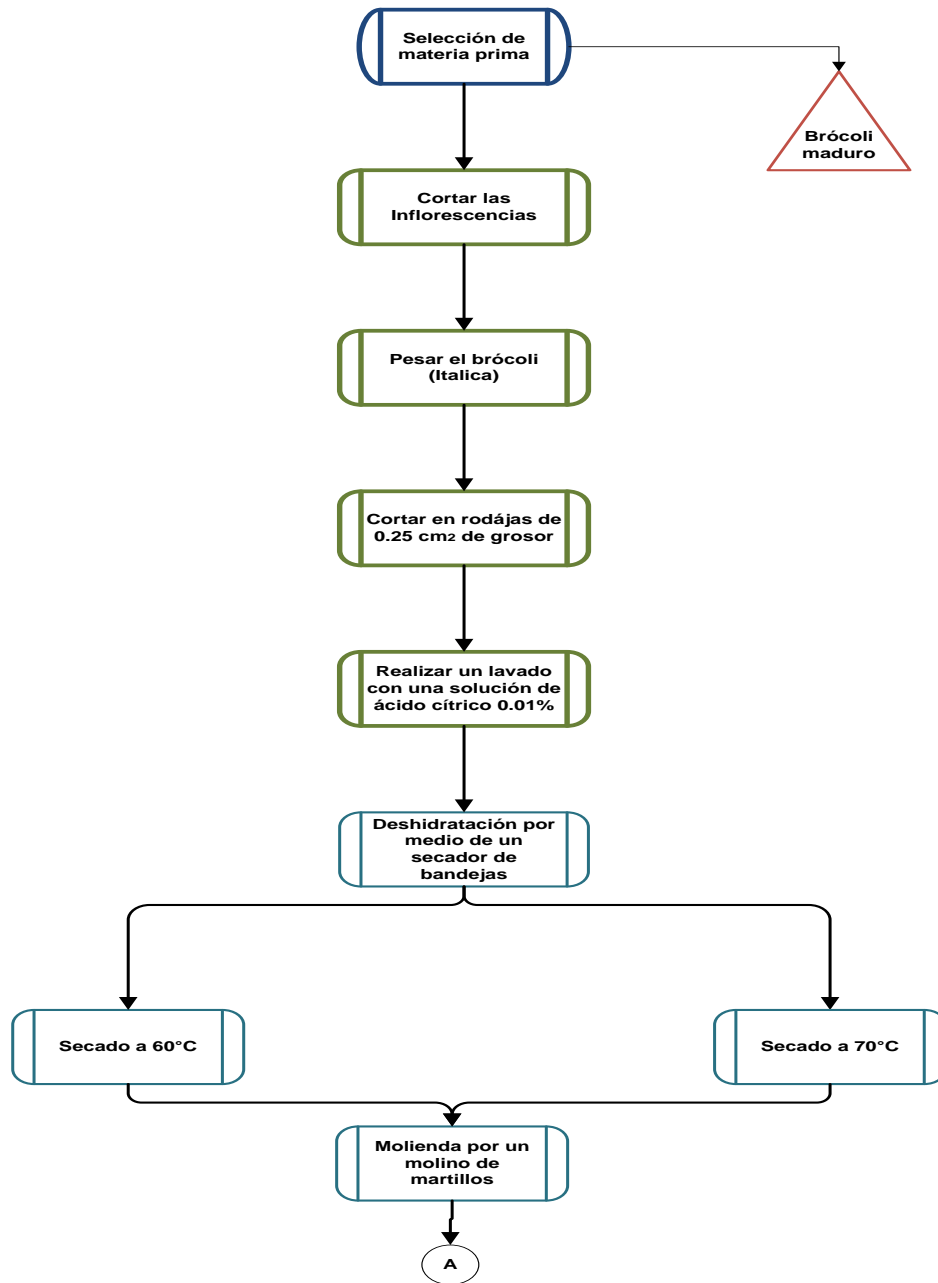 Selección de
materia prima
Brócoli
maduro
Cortar las
Inflorescencias
Pesar el brócoli
(Italica)
Cortar en rodájas de
0.25 cm2 de grosor
Realizar un lavado
con una solución de
ácido cítrico 0.01%
Deshidratación por
medio de un
secador de
bandejas
Secado a 60°C
Secado a 70°C
Molienda por un
molino de
martillos
A